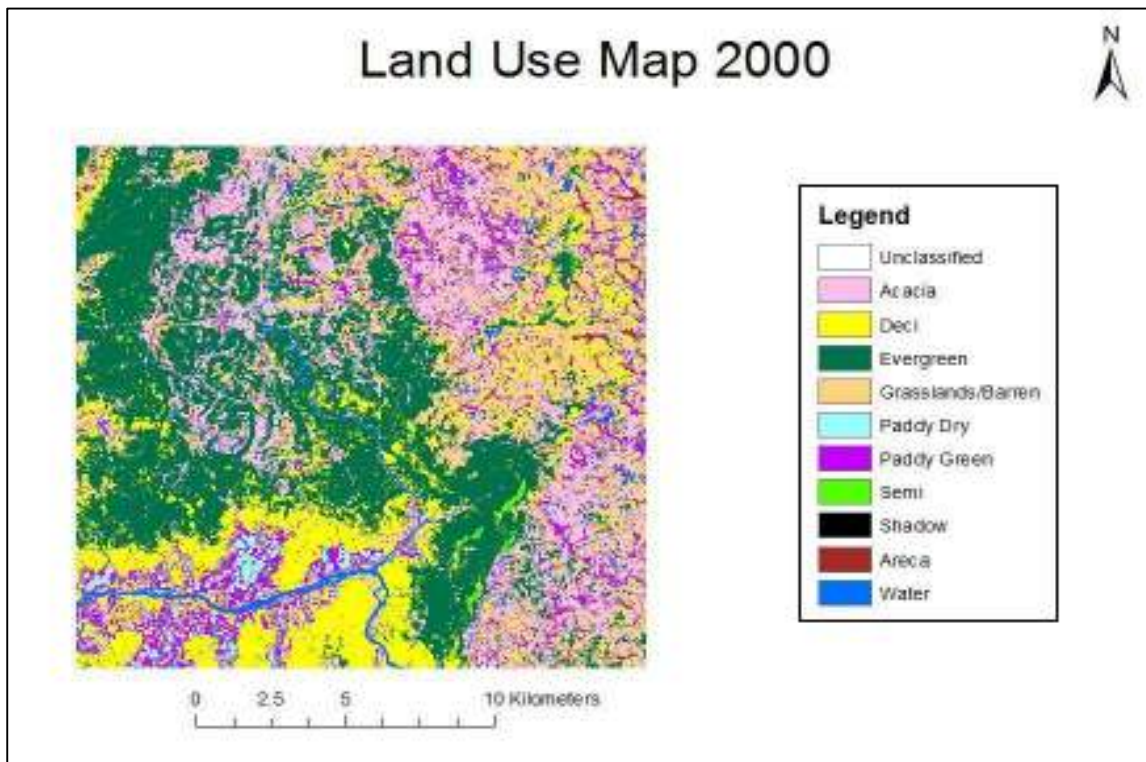 Land Use Map 2000
N
Legend
Unclassified
Acacia
Deci
Evergreen
Grasslands/Barren
Paddy Dry
Paddy Green
Semi
Shadow
Areca
Water
0 2.5 5 10 Kilometers